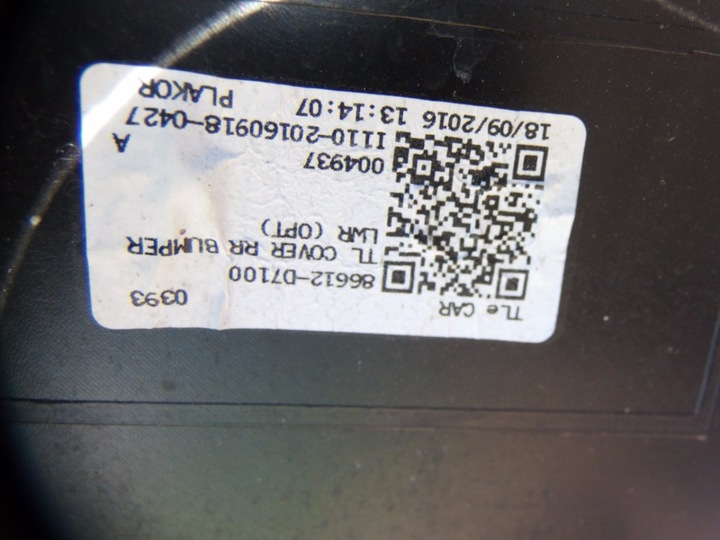 TLe CAR
0393
86612-D7100
TL COVER RR BUMPER
LWR (OPT)
004937
A
I110-20160918-0427
18/09/2016 13:14:07
PLAKOR